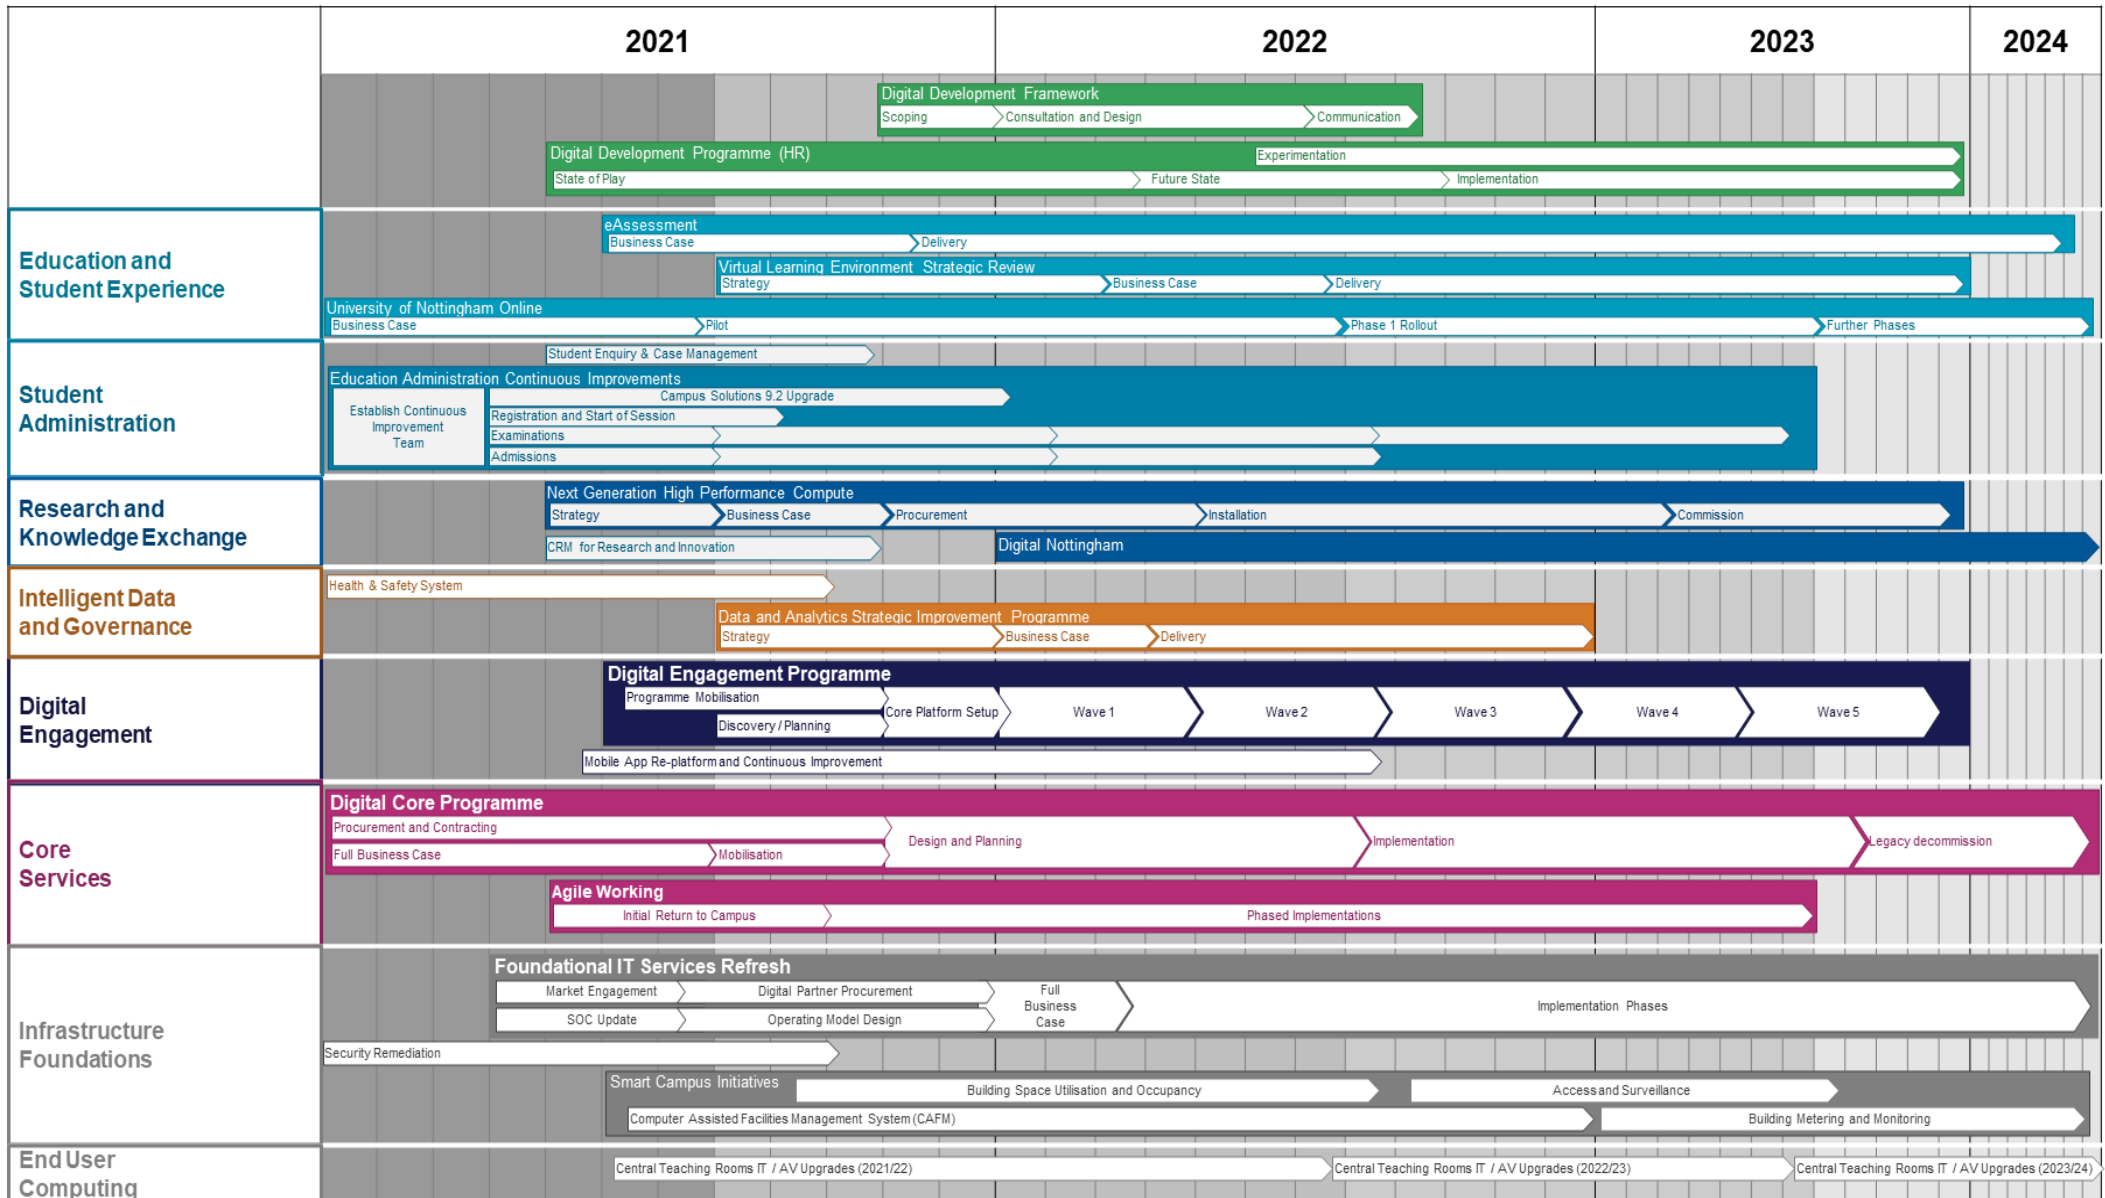 2021
2022
2023
2024
Digital Development Framework
Scoping
Consultation and Design
Communication
Digital Development Programme (HR)
Experimentation
State of Play
Future State
Implementation
Education and
Student Experience
eAssessment
Business Case
Delivery
Virtual Learning Environment Strategic Review
Strategy
Business Case
Delivery
University of Nottingham Online
Business Case
Pilot
Phase 1 Rollout
Further Phases
Student
Administration
Student Enquiry & Case Management
Education Administration Continuous Improvements
Establish Continuous
Improvement
Team
Campus Solutions 9.2 Upgrade
Registration and Start of Session
Examinations
Admissions
Research and
Knowledge Exchange
Next Generation High Performance Compute
Strategy
Business Case
Procurement
Installation
Commission
CRM for Research and Innovation
Digital Nottingham
Intelligent Data
and Governance
Health & Safety System
Data and Analytics Strategic Improvement Programme
Strategy
Business Case
Delivery
Digital
Engagement
Digital Engagement Programme
Programme Mobilisation
Discovery / Planning
Core Platform Setup
Wave 1
Wave 2
Wave 3
Wave 4
Wave 5
Mobile App Re-platform and Continuous Improvement
Core
Services
Digital Core Programme
Procurement and Contracting
Full Business Case
Mobilisation
Design and Planning
Implementation
Legacy decommission
Agile Working
Initial Return to Campus
Phased Implementations
Infrastructure
Foundations
Foundational IT Services Refresh
Market Engagement
Digital Partner Procurement
SOC Update
Operating Model Design
Full
Business
Case
Implementation Phases
Security Remediation
Smart Campus Initiatives
Building Space Utilisation and Occupancy
Access and Surveillance
Computer Assisted Facilities Management System (CAFM)
Building Metering and Monitoring
End User
Computing
Central Teaching Rooms IT / AV Upgrades (2021/22)
Central Teaching Rooms IT / AV Upgrades (2022/23)
Central Teaching Rooms IT / AV Upgrades (2023/24)